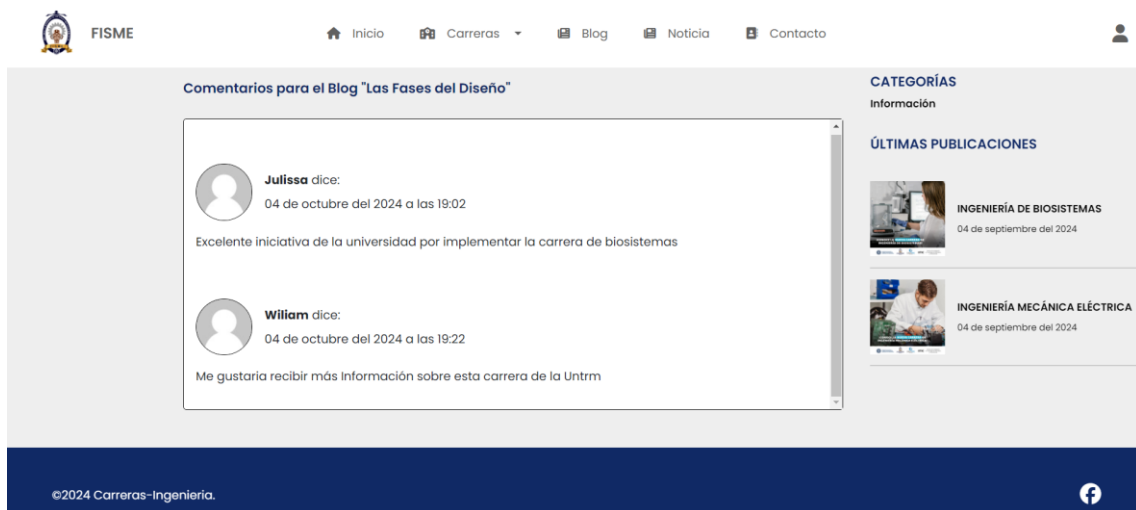 FISME
Inicio
Carreras
Blog
Noticia
Contacto
Comentarios para el Blog "Las Fases del Diseño"
Julissa dice:
04 de octubre del 2024 a las 19:02
Excelente iniciativa de la universidad por implementar la carrera de biosistemas
Wiliam dice:
04 de octubre del 2024 a las 19:22
Me gustaria recibir más Información sobre esta carrera de la Untrm
CATEGORÍAS
Información
ÚLTIMAS PUBLICACIONES
INGENIERÍA DE BIOSISTEMAS
04 de septiembre del 2024
INGENIERÍA MECÁNICA ELÉCTRICA
04 de septiembre del 2024
©2024 Carreras-Ingenieria.